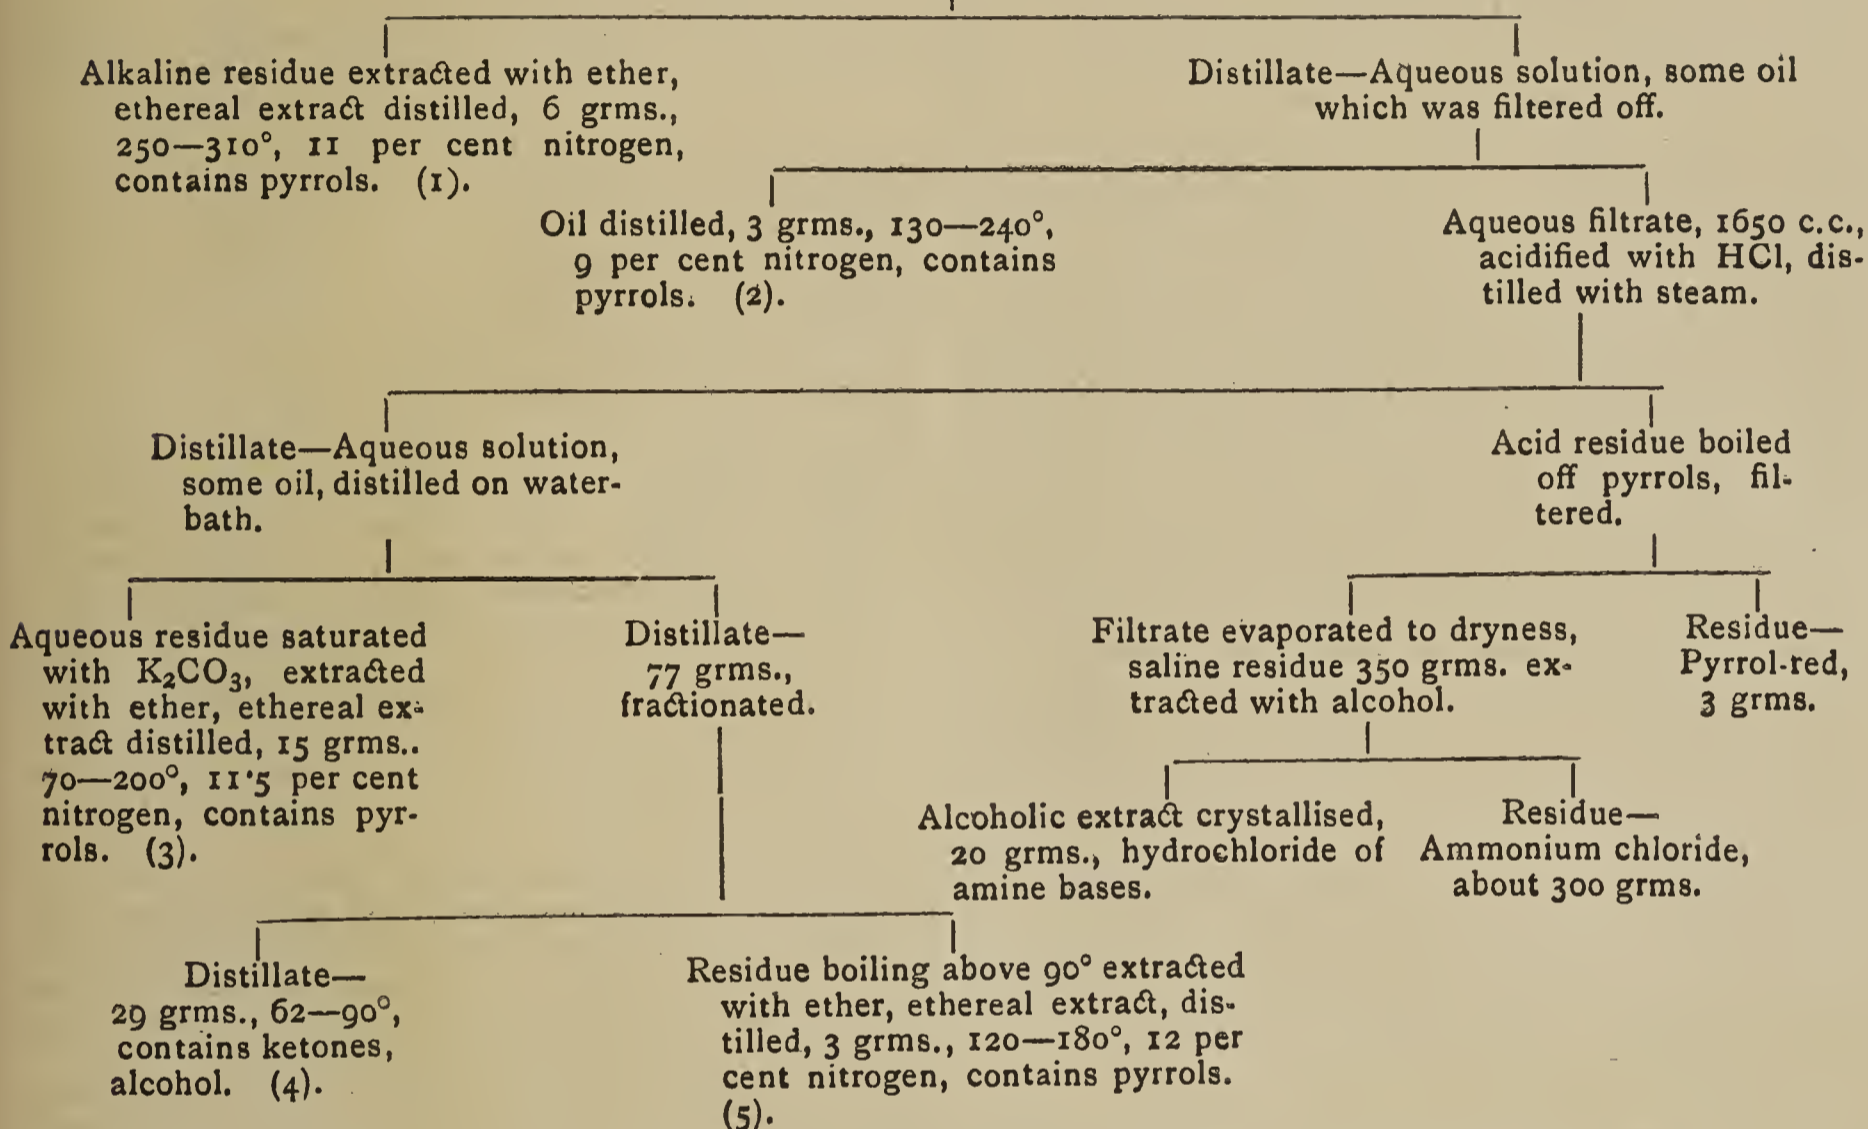 Alkaline residue extracted with ether,
ethereal extract distilled, 6 grms.,
250—310°, 11 per cent nitrogen,
contains pyrrols. (1).
Distillate—Aqueous solution, some oil
which was filtered off.
Oil distilled, 3 grms., 130—240°,
9 per cent nitrogen, contains
pyrrols. (2).
Aqueous filtrate, 1650 c.c.,
acidified with HCl, dis-
tilled with steam.
Distillate—Aqueous solution,
some oil, distilled on water-
bath.
Acid residue boiled
off pyrrols, fil-
tered.
Aqueous residue saturated
with K₂CO₃, extracted
with ether, ethereal ex-
tract distilled, 15 grms..
70—200°, 11·5 per cent
nitrogen, contains pyr-
rols. (3).
Distillate—
77 grms.,
fractionated.
Filtrate evaporated to dryness,
saline residue 350 grms. ex-
tracted with alcohol.
Residue—
Pyrrol-red,
3 grms.
Alcoholic extract crystallised,
20 grms., hydrochloride of
amine bases.
Residue—
Ammonium chloride,
about 300 grms.
Distillate—
29 grms., 62—90°,
contains ketones,
alcohol. (4).
Residue boiling above 90° extracted
with ether, ethereal extract, dis-
tilled, 3 grms., 120—180°, 12 per
cent nitrogen, contains pyrrols.
(5).